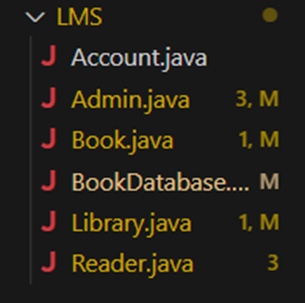 LMS
J Account.java
J Admin.java 3, M
J Book.java 1, M
J BookDatabase.... M
J Library.java 1, M
J Reader.java 3